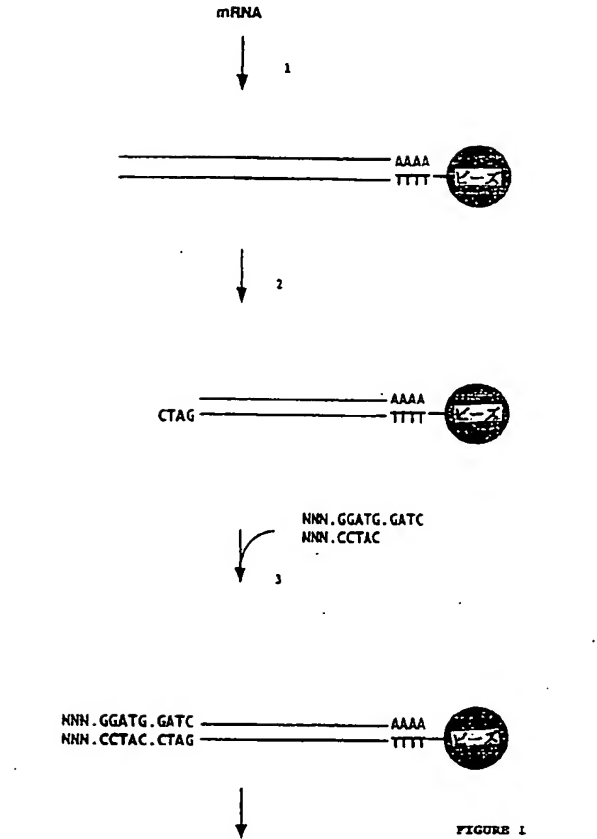 mRNA
1
AAAA
TTTT
ビーズ
2
AAAA
CTAG
TTTT
ビーズ
NNN.GGATG.GATC
NNN.CCTAC
3
NNN.GGATG.GATC
AAAA
NNN.CCTAC.CTAG
TTTT
ビーズ
FIGURE 1